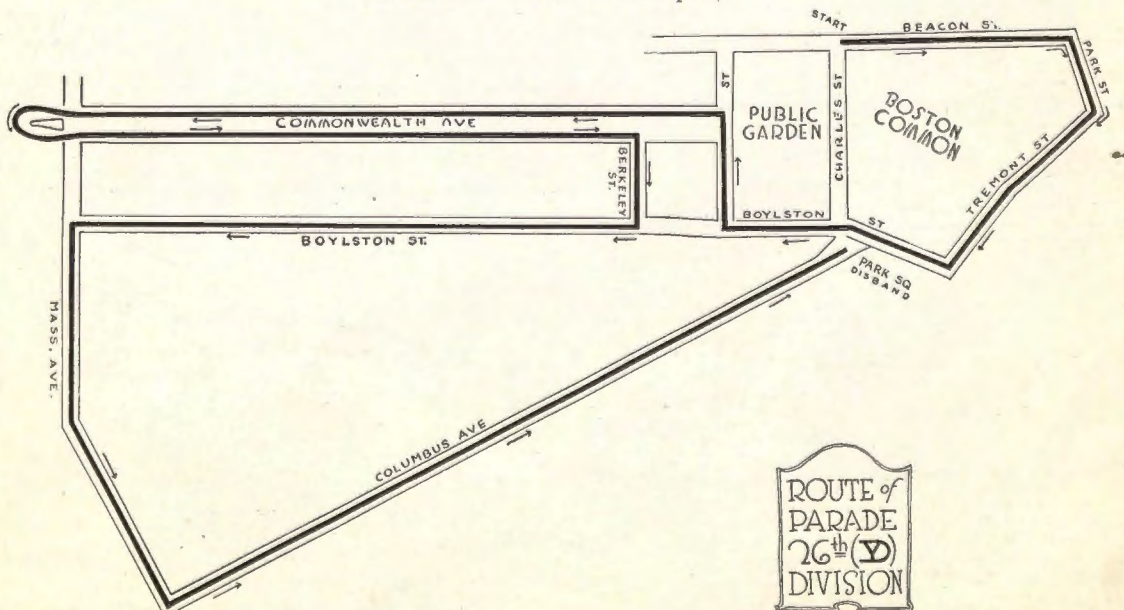 START
BEACON ST.
PARK ST
ST
PUBLIC
GARDEN
CHARLES ST
BOSTON
COMMON
COMMONWEALTH AVE
BERKELEY
ST.
TREMONT ST
BOYLSTON
ST
BOYLSTON ST.
PARK SQ
DISBAND
MASS. AVE.
COLUMBUS AVE
ROUTE of
PARADE
26th (YD)
DIVISION